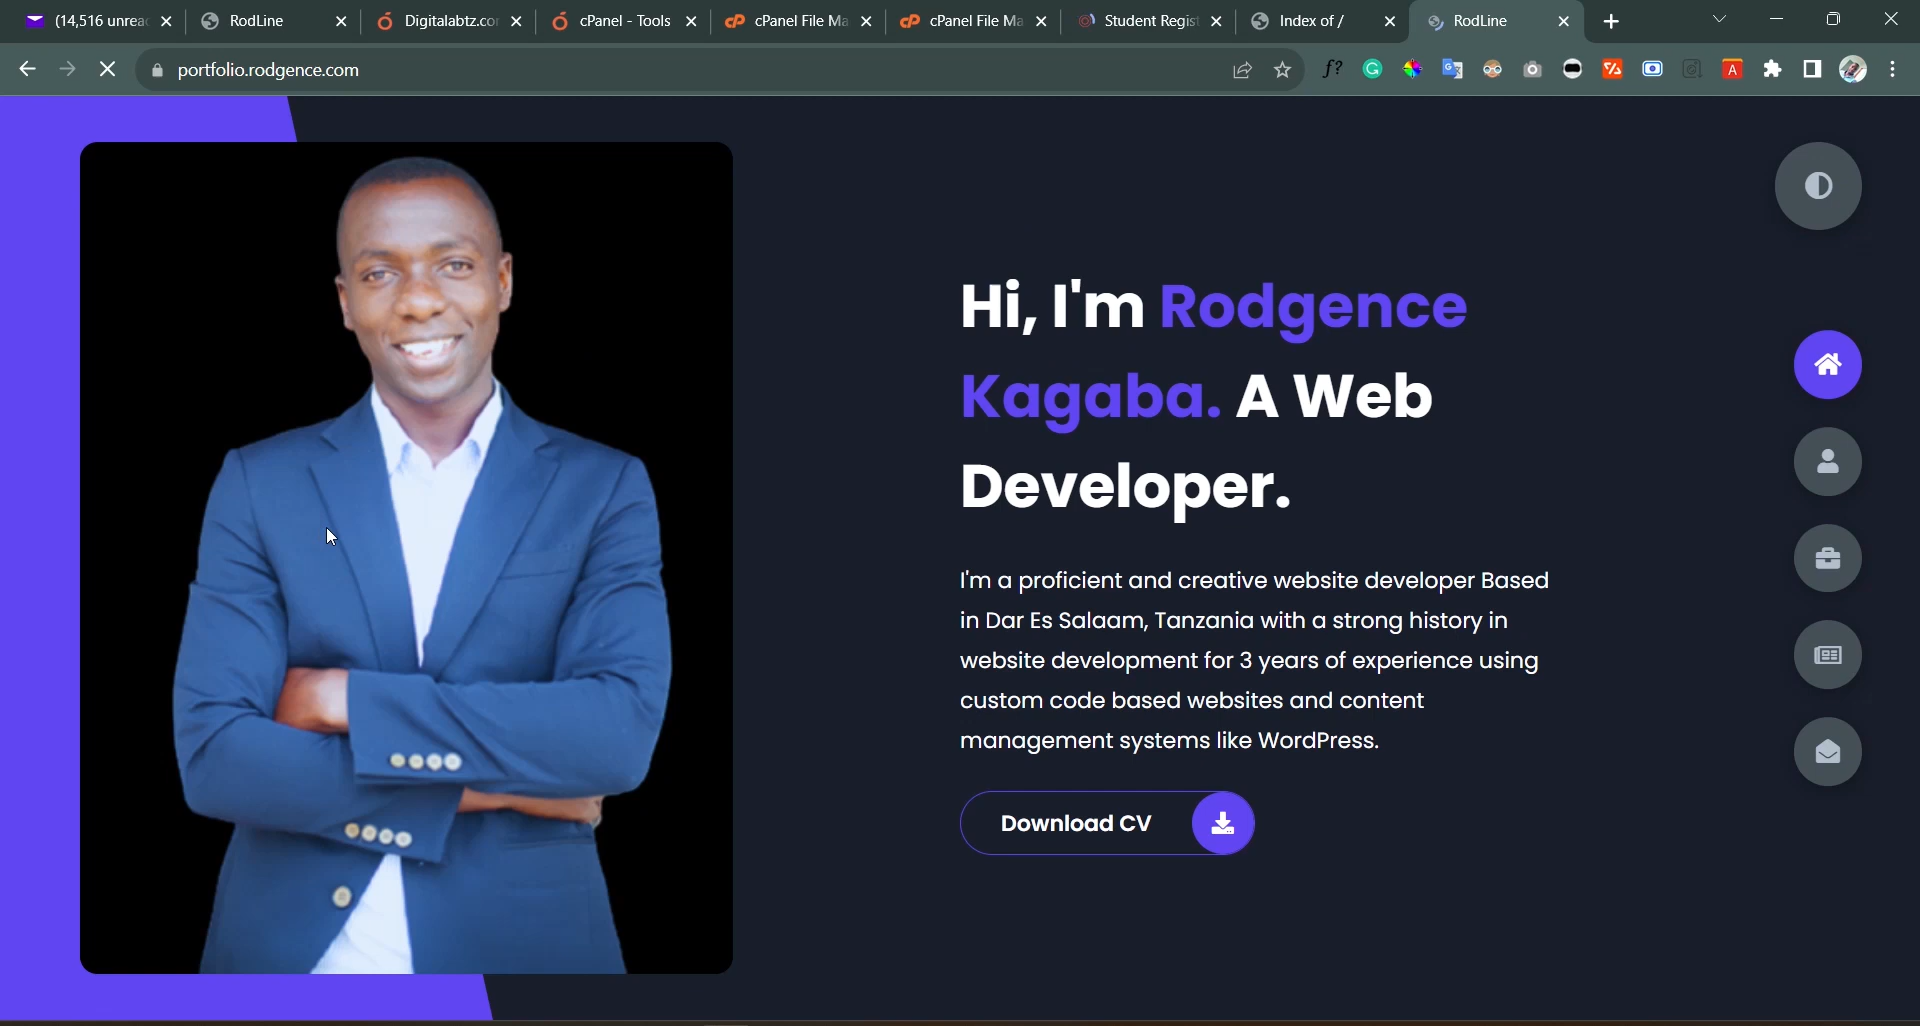 (14,516 unrea
RodLine
Digitalabtz.co
cPanel - Tools
cPanel File Ma
cPanel File Ma
Student Regist
Index of /
RodLine
portfolio.rodgence.com
Hi, I'm Rodgence
Kagaba. A Web
Developer.
I'm a proficient and creative website developer Based
in Dar Es Salaam, Tanzania with a strong history in
website development for 3 years of experience using
custom code based websites and content
management systems like WordPress.
Download CV